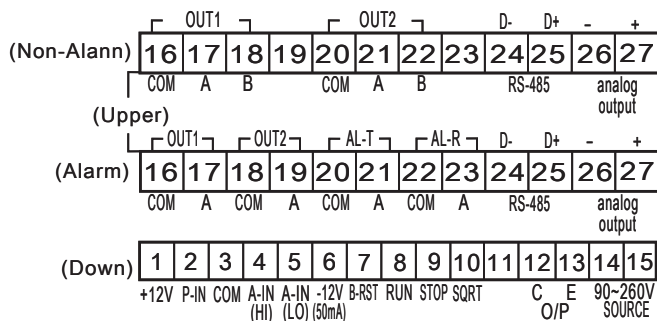 OUT1 OUT2 D- D+ – +
(Non-Alann) 16 17 18 19 20 21 22 23 24 25 26 27
COM A B COM A B RS-485 analog output
(Upper)
OUT1 OUT2 AL-T AL-R D- D+ – +
(Alarm) 16 17 18 19 20 21 22 23 24 25 26 27
COM A COM A COM A COM A RS-485 analog output
(Down) 1 2 3 4 5 6 7 8 9 10 11 12 13 14 15
+12V P-IN COM A-IN A-IN -12V B-RST RUN STOP SQRT C E 90~260V
(HI) (LO) (50mA) O/P SOURCE